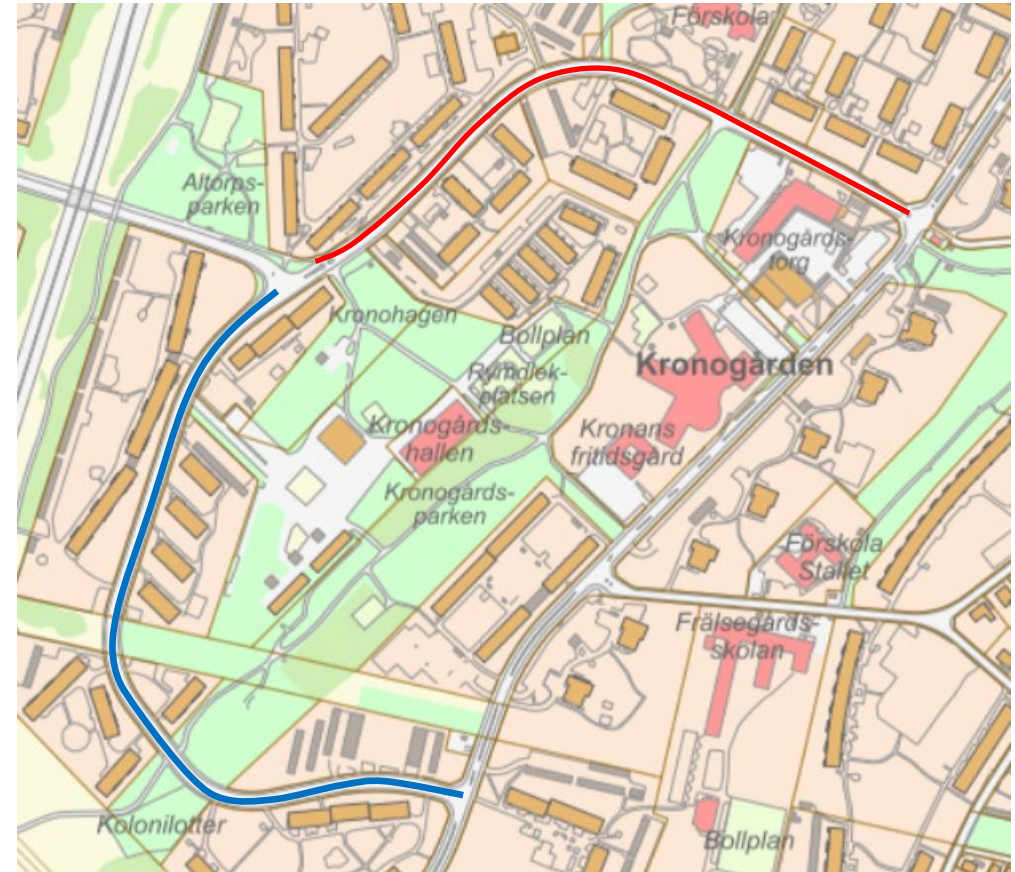 Förskola
Altorps-
parken
Kronogårds-
torg
Kronohagen
Bollplan
Rymdlek-
platsen
Kronogården
Kronogårds-
hallen
Kronans
fritidsgård
Kronogårds-
parken
Förskola
Stallet
Frälsegårds-
skolan
Kolonilotter
Bollplan